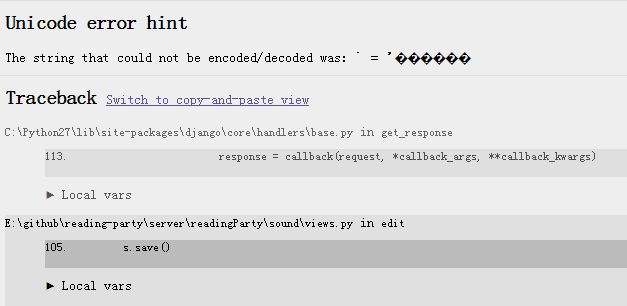 Unicode error hint
The string that could not be encoded/decoded was: ` = '������
Traceback Switch to copy-and-paste view
C:\Python27\lib\site-packages\django\core\handlers\base.py in get_response
113. response = callback(request, *callback_args, **callback_kwargs)
▶ Local vars
E:\github\reading-party\server\readingParty\sound\views.py in edit
105. s.save()
▶ Local vars